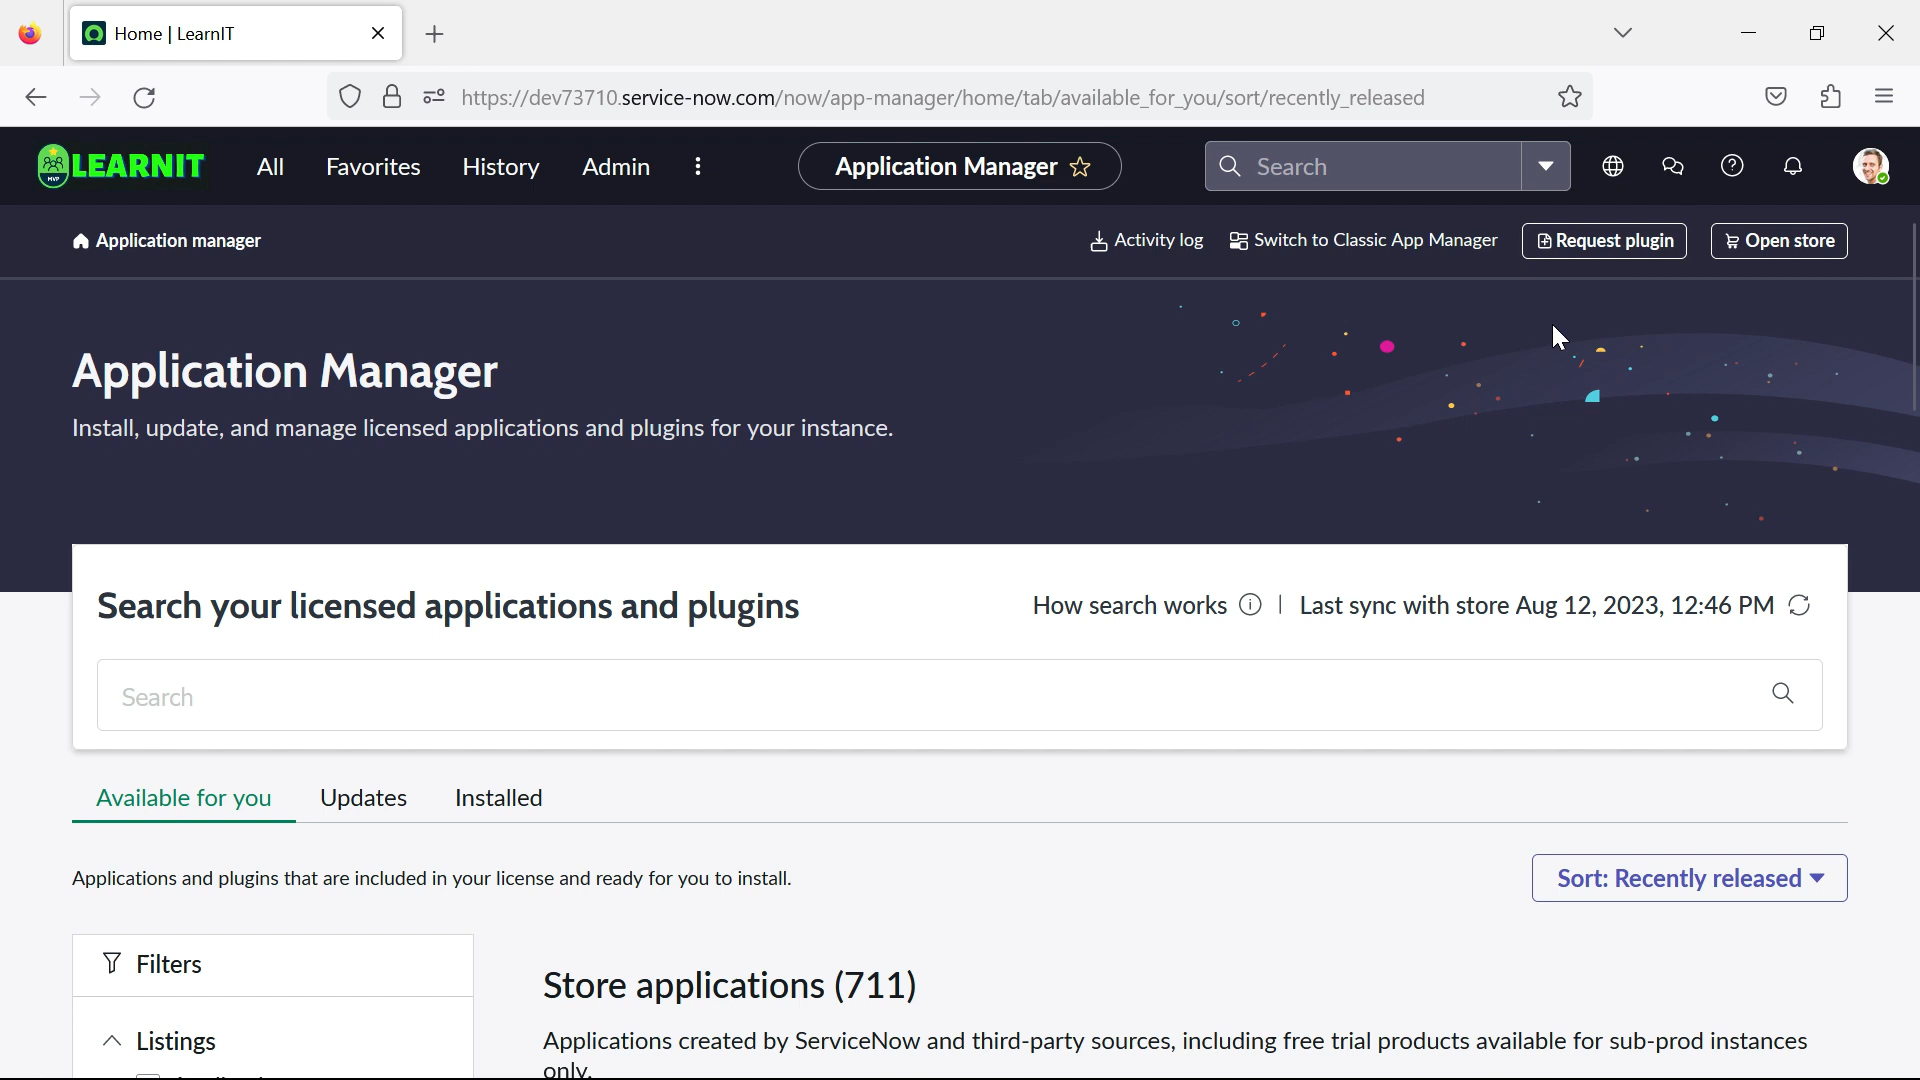 Home | LearnIT
https://dev73710.service-now.com/now/app-manager/home/tab/available_for_you/sort/recently_released
MVP LEARNIT All Favorites History Admin Application Manager Search
Application manager Activity log Switch to Classic App Manager Request plugin Open store
Application Manager
Install, update, and manage licensed applications and plugins for your instance.
Search your licensed applications and plugins How search works | Last sync with store Aug 12, 2023, 12:46 PM
Search
Available for you Updates Installed
Applications and plugins that are included in your license and ready for you to install. Sort: Recently released
Filters
Store applications (711)
Listings
Applications created by ServiceNow and third-party sources, including free trial products available for sub-prod instances
only.